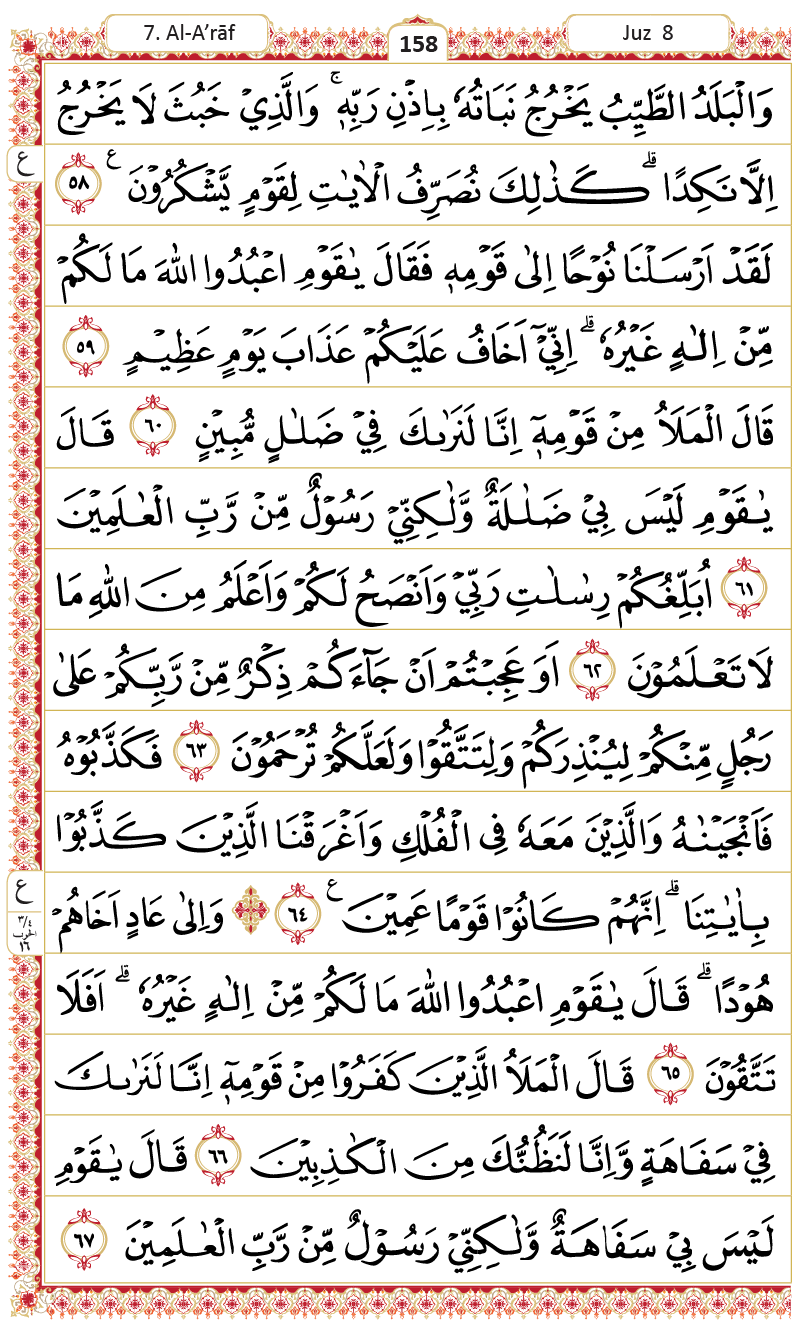 7. Al-A’rāf
158
Juz 8
وَالْبَلَدُ الطَّيِّبُ يَخْرُجُ نَبَاتُهٗ بِاِذْنِ رَبِّهٖ ۚ وَالَّذِيْ خَبُثَ لَا يَخْرُجُ
ع
اِلَّا نَكِدًا ۗ كَذٰلِكَ نُصَرِّفُ الْاٰيٰتِ لِقَوْمٍ يَّشْكُرُوْنَ ࣖ ٥٨
لَقَدْ اَرْسَلْنَا نُوْحًا اِلٰى قَوْمِهٖ فَقَالَ يٰقَوْمِ اعْبُدُوا اللّٰهَ مَا لَكُمْ
مِّنْ اِلٰهٍ غَيْرُهٗ ۗ اِنِّيْٓ اَخَافُ عَلَيْكُمْ عَذَابَ يَوْمٍ عَظِيْمٍ ٥٩
قَالَ الْمَلَاُ مِنْ قَوْمِهٖٓ اِنَّا لَنَرٰىكَ فِيْ ضَلٰلٍ مُّبِيْنٍ ٦٠ قَالَ
يٰقَوْمِ لَيْسَ بِيْ ضَلٰلَةٌ وَّلٰكِنِّيْ رَسُوْلٌ مِّنْ رَّبِّ الْعٰلَمِيْنَ
٦١ اُبَلِّغُكُمْ رِسٰلٰتِ رَبِّيْ وَاَنْصَحُ لَكُمْ وَاَعْلَمُ مِنَ اللّٰهِ مَا
لَا تَعْلَمُوْنَ ٦٢ اَوَعَجِبْتُمْ اَنْ جَاۤءَكُمْ ذِكْرٌ مِّنْ رَّبِّكُمْ عَلٰى
رَجُلٍ مِّنْكُمْ لِيُنْذِرَكُمْ وَلِتَتَّقُوْا وَلَعَلَّكُمْ تُرْحَمُوْنَ ٦٣ فَكَذَّبُوْهُ
فَاَنْجَيْنٰهُ وَالَّذِيْنَ مَعَهٗ فِى الْفُلْكِ وَاَغْرَقْنَا الَّذِيْنَ كَذَّبُوْا
ع
٣/٤
الحزب
١٦
بِاٰيٰتِنَا ۗ اِنَّهُمْ كَانُوْا قَوْمًا عَمِيْنَ ࣖ ٦٤ ۞ وَاِلٰى عَادٍ اَخَاهُمْ
هُوْدًا ۗ قَالَ يٰقَوْمِ اعْبُدُوا اللّٰهَ مَا لَكُمْ مِّنْ اِلٰهٍ غَيْرُهٗ ۗ اَفَلَا
تَتَّقُوْنَ ٦٥ قَالَ الْمَلَاُ الَّذِيْنَ كَفَرُوْا مِنْ قَوْمِهٖٓ اِنَّا لَنَرٰىكَ
فِيْ سَفَاهَةٍ وَّاِنَّا لَنَظُنُّكَ مِنَ الْكٰذِبِيْنَ ٦٦ قَالَ يٰقَوْمِ
لَيْسَ بِيْ سَفَاهَةٌ وَّلٰكِنِّيْ رَسُوْلٌ مِّنْ رَّبِّ الْعٰلَمِيْنَ ٦٧